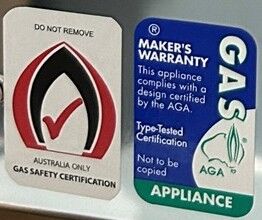 DO NOT REMOVE
AUSTRALIA ONLY
GAS SAFETY CERTIFICATION
®
MAKER'S
WARRANTY
This appliance
complies with a
design certified
by the AGA.
Type-Tested
Certification
Not to be
copied
GAS
AGA
APPLIANCE